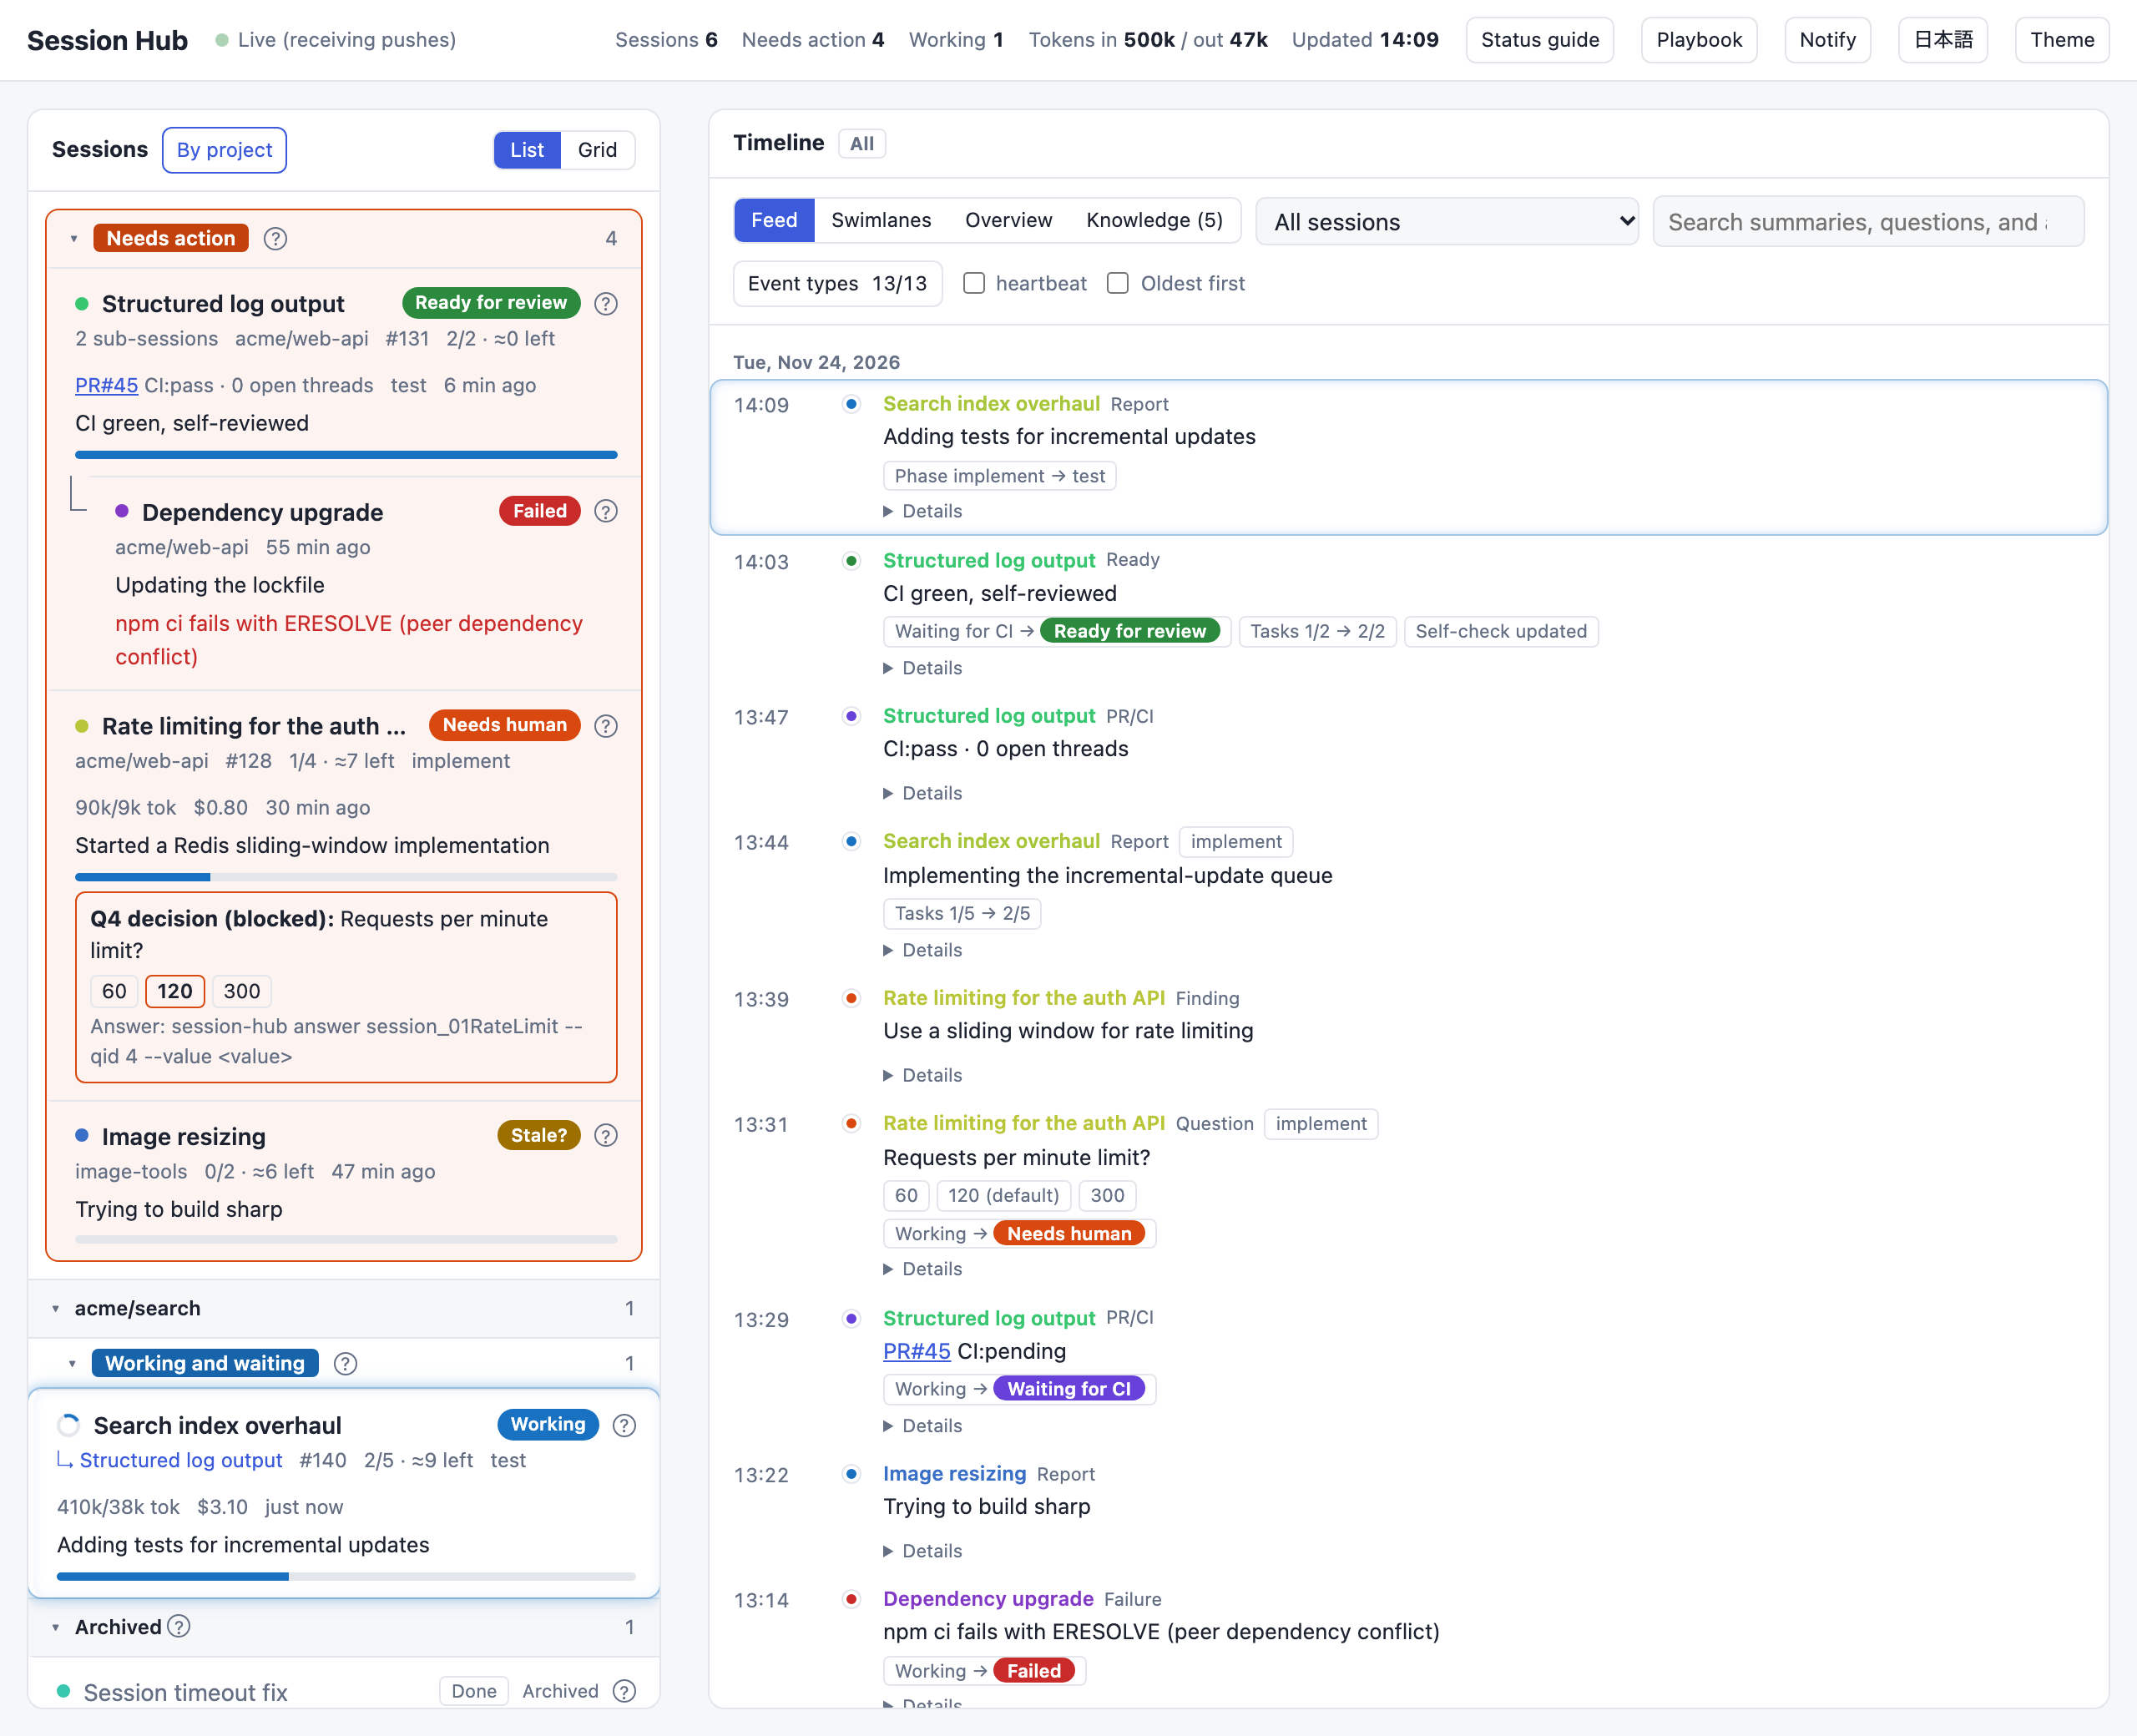 Session Hub
Live (receiving pushes)
Sessions 6
Needs action 4
Working 1
Tokens in 500k / out 47k
Updated 14:09
Status guide
Playbook
Notify
日本語
Theme
Sessions
By project
List
Grid
Needs action ?
4
Structured log output
Ready for review ?
2 sub-sessions acme/web-api #131 2/2 · ≈0 left
PR#45 CI:pass · 0 open threads test 6 min ago
CI green, self-reviewed
Dependency upgrade
Failed ?
acme/web-api 55 min ago
Updating the lockfile
npm ci fails with ERESOLVE (peer dependency
conflict)
Rate limiting for the auth ...
Needs human ?
acme/web-api #128 1/4 · ≈7 left implement
90k/9k tok $0.80 30 min ago
Started a Redis sliding-window implementation
Q4 decision (blocked): Requests per minute
limit?
60 120 300
Answer: session-hub answer session_01RateLimit --
qid 4 --value <value>
Image resizing
Stale? ?
image-tools 0/2 · ≈6 left 47 min ago
Trying to build sharp
acme/search
1
Working and waiting ?
1
Search index overhaul
Working ?
Structured log output #140 2/5 · ≈9 left test
410k/38k tok $3.10 just now
Adding tests for incremental updates
Archived ?
1
Session timeout fix
Done Archived ?
Timeline All
Feed Swimlanes Overview Knowledge (5)
All sessions
Search summaries, questions, and
Event types 13/13
heartbeat
Oldest first
Tue, Nov 24, 2026
14:09 Search index overhaul Report
Adding tests for incremental updates
Phase implement → test
Details
14:03 Structured log output Ready
CI green, self-reviewed
Waiting for CI → Ready for review Tasks 1/2 → 2/2 Self-check updated
Details
13:47 Structured log output PR/CI
CI:pass · 0 open threads
Details
13:44 Search index overhaul Report implement
Implementing the incremental-update queue
Tasks 1/5 → 2/5
Details
13:39 Rate limiting for the auth API Finding
Use a sliding window for rate limiting
Details
13:31 Rate limiting for the auth API Question implement
Requests per minute limit?
60 120 (default) 300
Working → Needs human
Details
13:29 Structured log output PR/CI
PR#45 CI:pending
Working → Waiting for CI
Details
13:22 Image resizing Report
Trying to build sharp
Details
13:14 Dependency upgrade Failure
npm ci fails with ERESOLVE (peer dependency conflict)
Working → Failed
Details